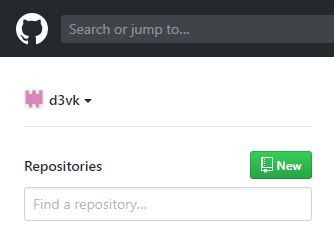 Search or jump to...
d3vk
Repositories
New
Find a repository...